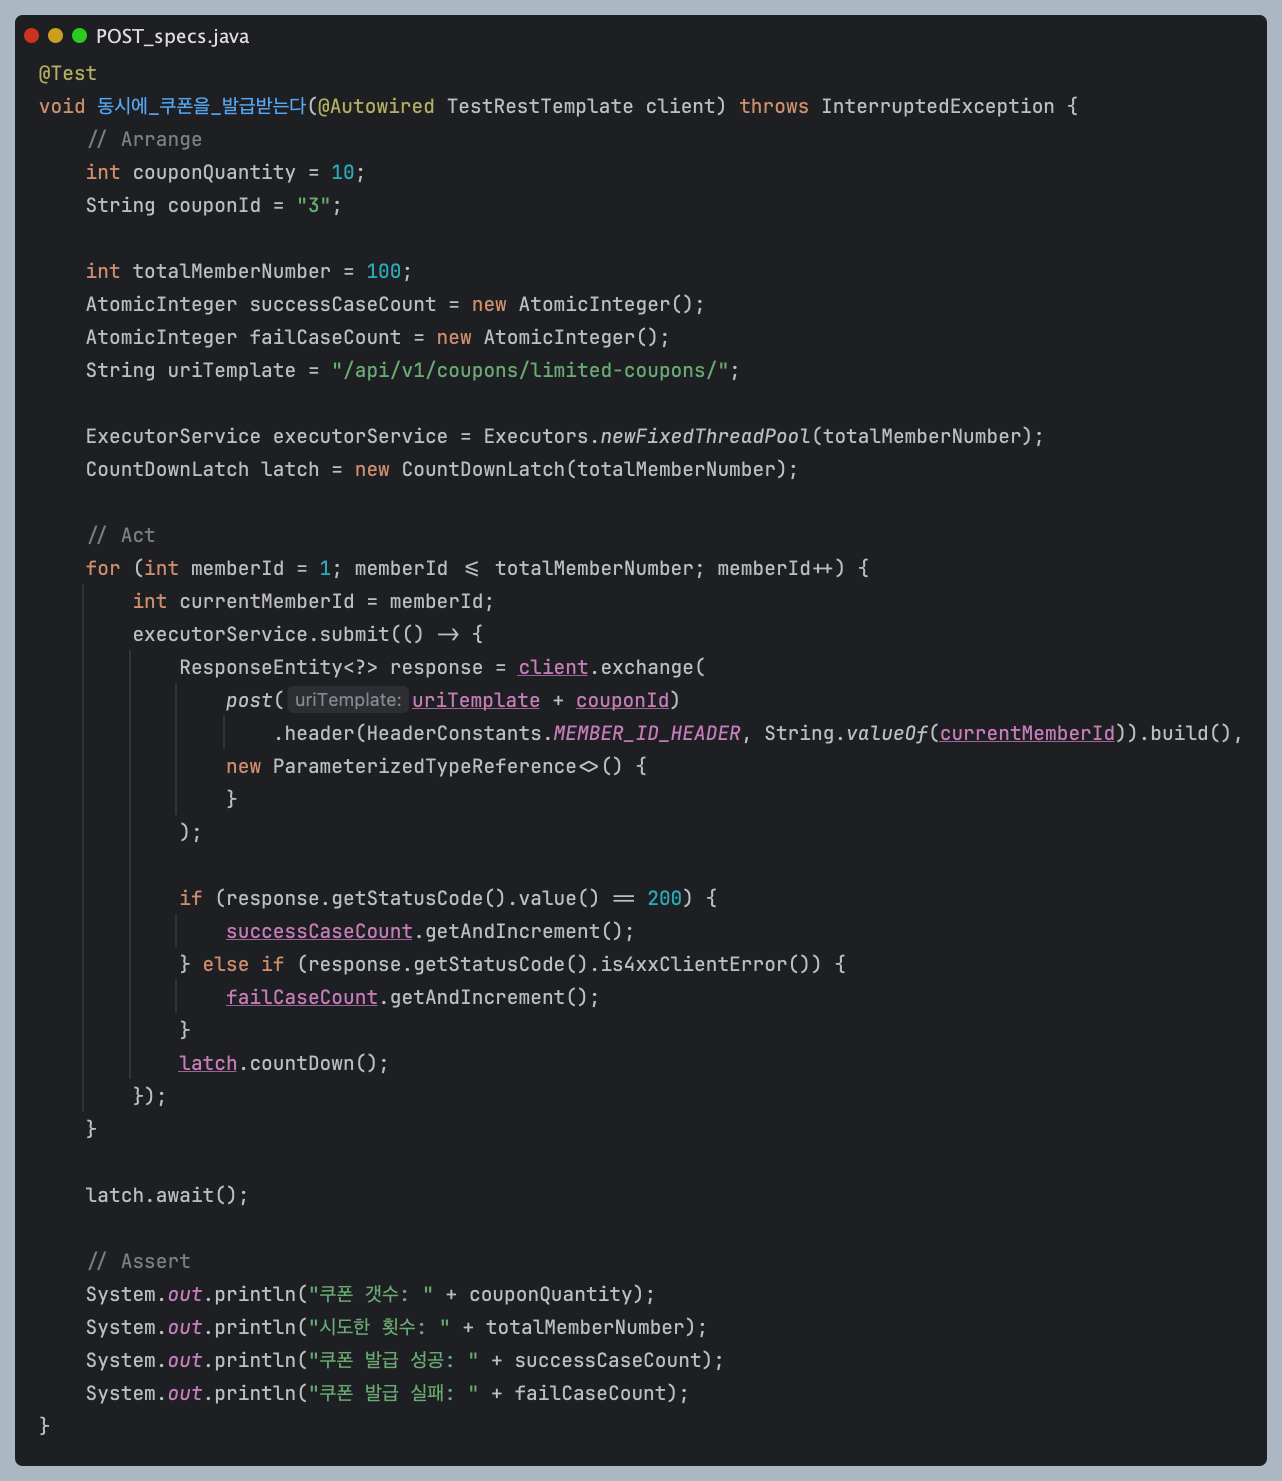 POST_specs.java
@Test
void 동시에_쿠폰을_발급받는다(@Autowired TestRestTemplate client) throws InterruptedException {
    // Arrange
    int couponQuantity = 10;
    String couponId = "3";

    int totalMemberNumber = 100;
    AtomicInteger successCaseCount = new AtomicInteger();
    AtomicInteger failCaseCount = new AtomicInteger();
    String uriTemplate = "/api/v1/coupons/limited-coupons/";

    ExecutorService executorService = Executors.newFixedThreadPool(totalMemberNumber);
    CountDownLatch latch = new CountDownLatch(totalMemberNumber);

    // Act
    for (int memberId = 1; memberId <= totalMemberNumber; memberId++) {
        int currentMemberId = memberId;
        executorService.submit(() -> {
            ResponseEntity<?> response = client.exchange(
                post( uriTemplate: uriTemplate + couponId)
                    .header(HeaderConstants.MEMBER_ID_HEADER, String.valueOf(currentMemberId)).build(),
                new ParameterizedTypeReference<>() {
                }
            );

            if (response.getStatusCode().value() == 200) {
                successCaseCount.getAndIncrement();
            } else if (response.getStatusCode().is4xxClientError()) {
                failCaseCount.getAndIncrement();
            }
            latch.countDown();
        });
    }

    latch.await();

    // Assert
    System.out.println("쿠폰 갯수: " + couponQuantity);
    System.out.println("시도한 횟수: " + totalMemberNumber);
    System.out.println("쿠폰 발급 성공: " + successCaseCount);
    System.out.println("쿠폰 발급 실패: " + failCaseCount);
}